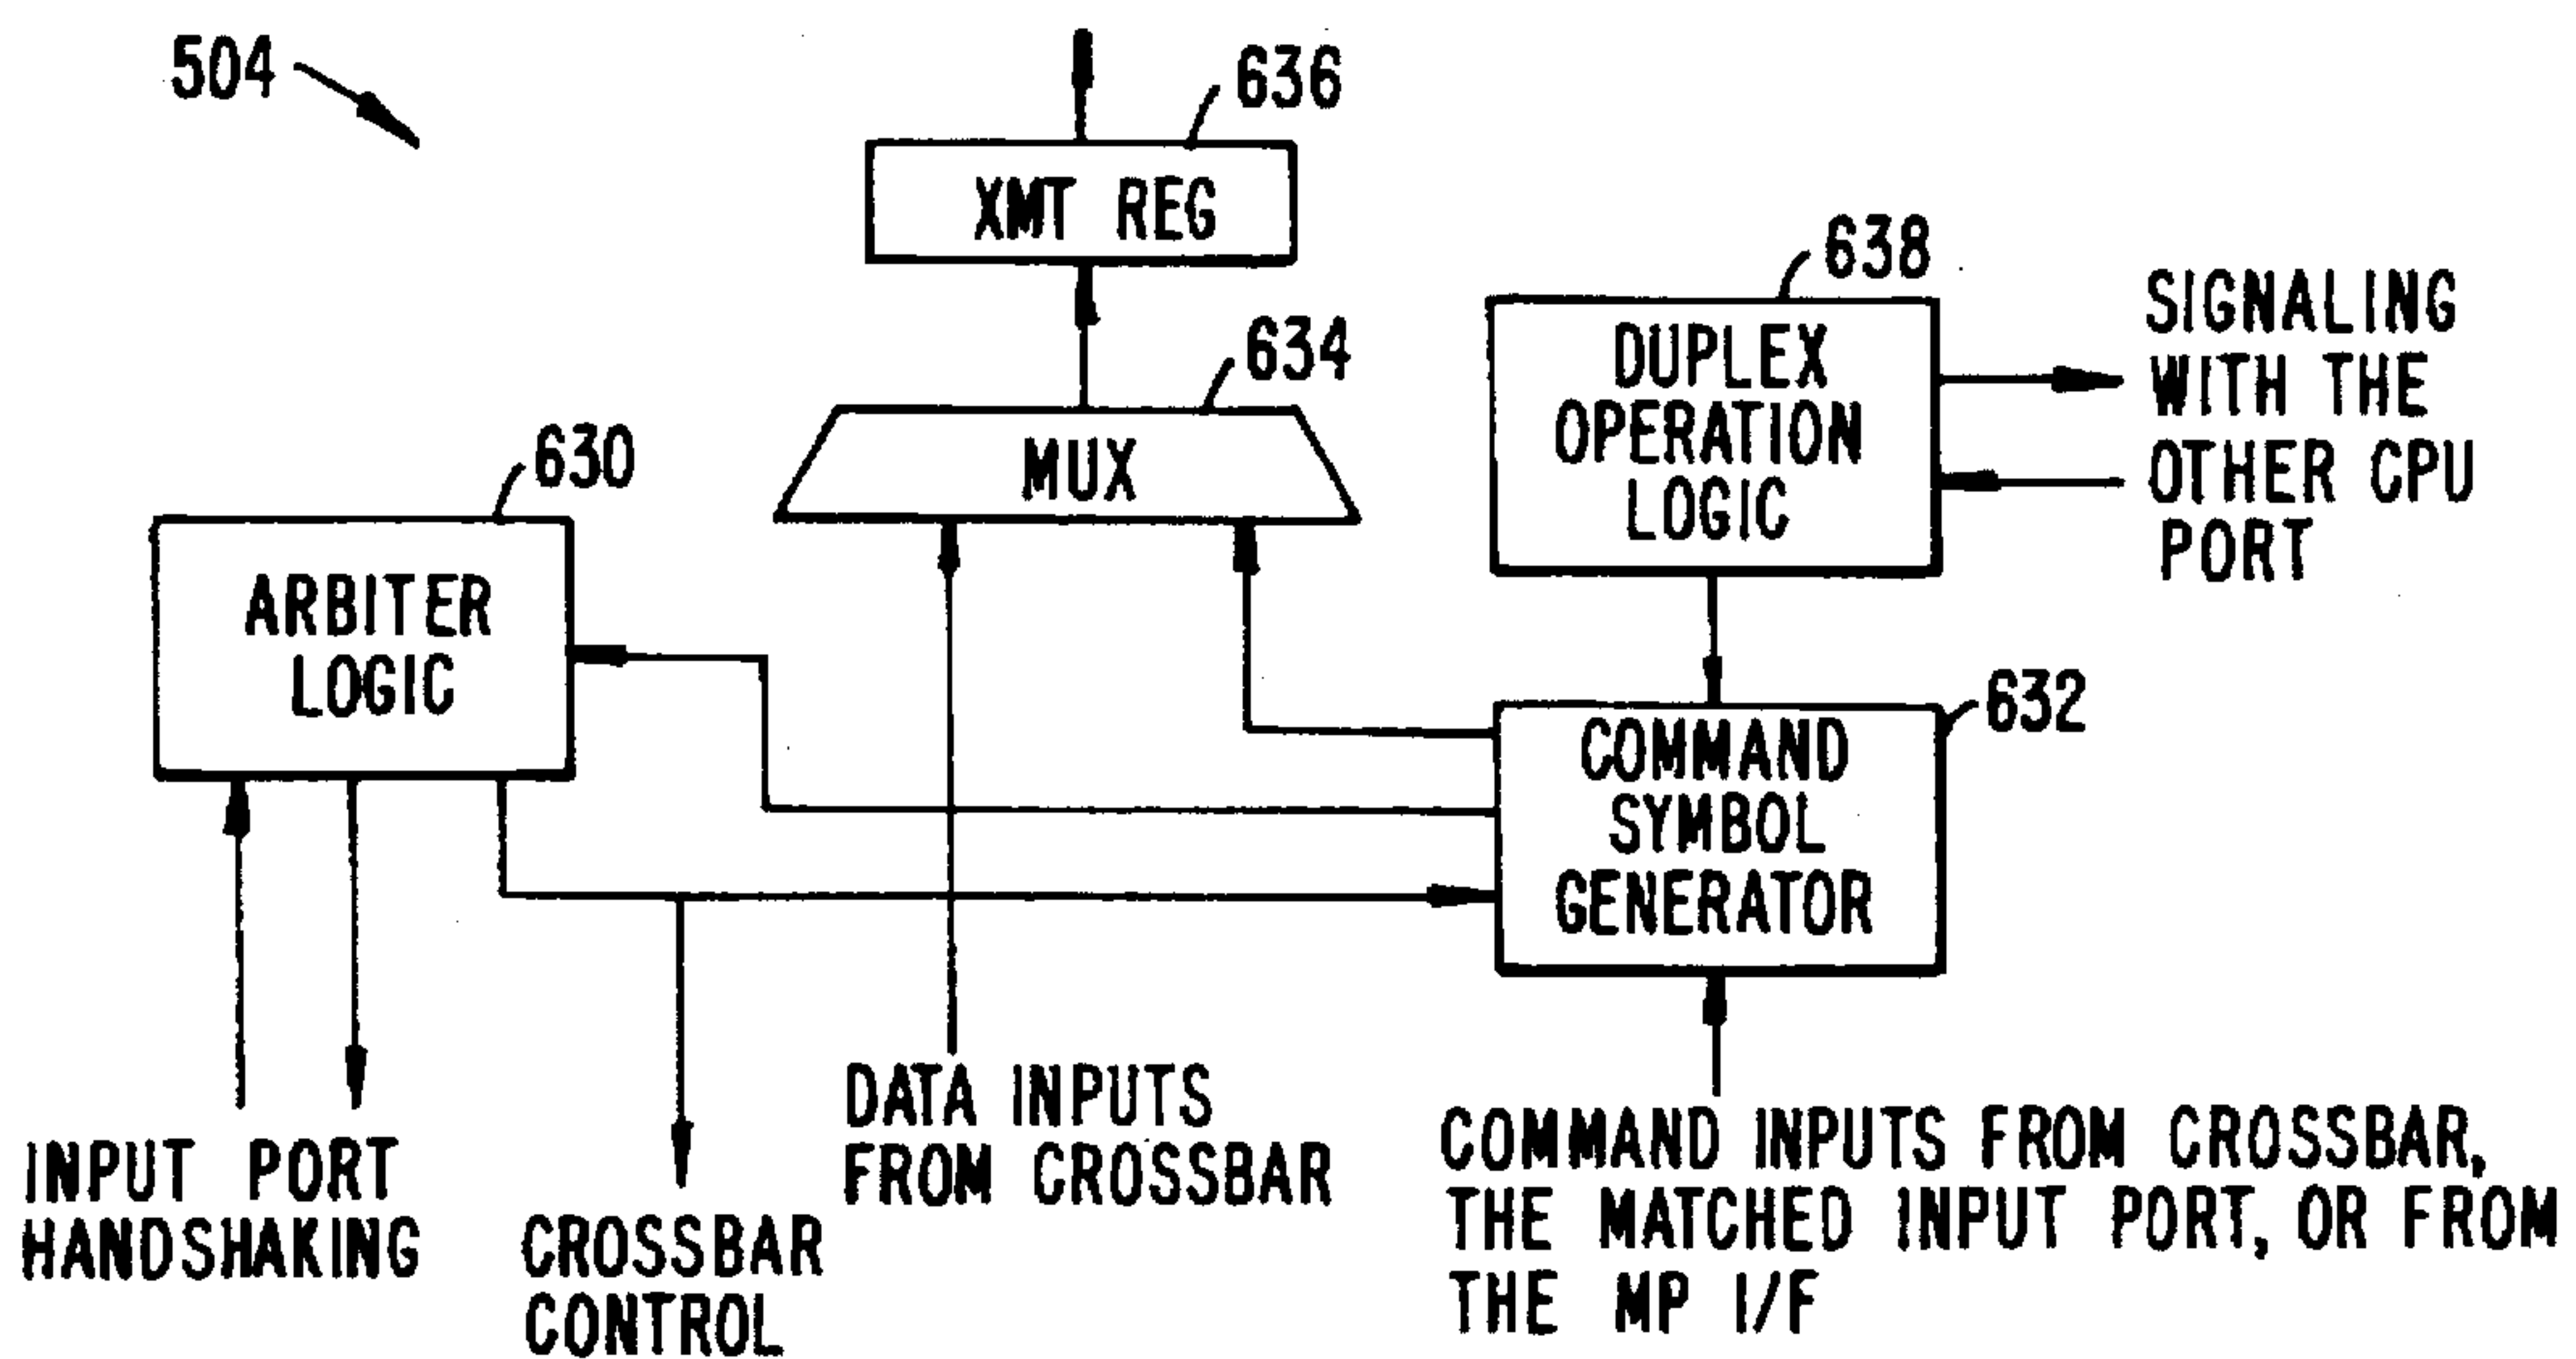 504
636
XMT REG
638
SIGNALING
WITH THE
OTHER CPU
PORT
DUPLEX
OPERATION
LOGIC
634
MUX
630
ARBITER
LOGIC
632
COMMAND
SYMBOL
GENERATOR
INPUT PORT
HANDSHAKING
CROSSBAR
CONTROL
DATA INPUTS
FROM CROSSBAR
COMMAND INPUTS FROM CROSSBAR,
THE MATCHED INPUT PORT, OR FROM
THE MP I/F